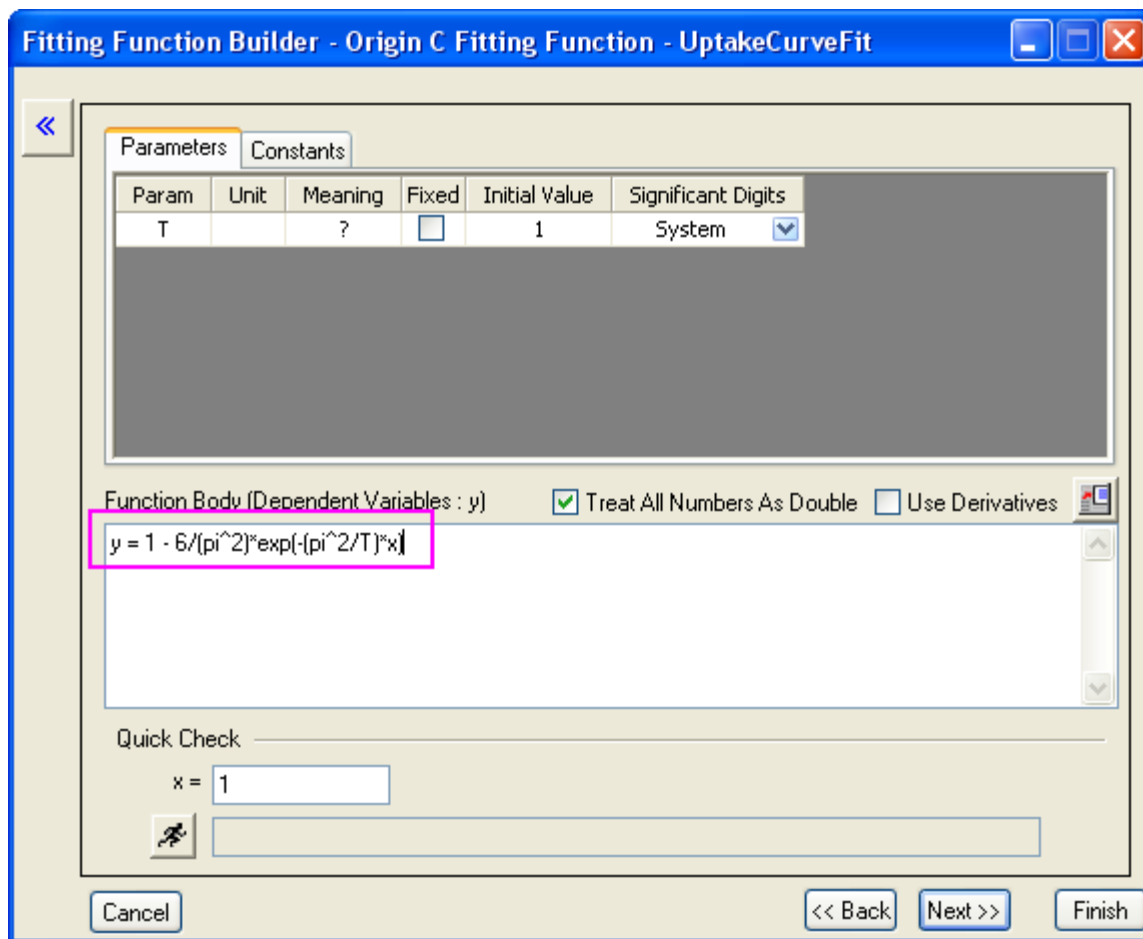 Fitting Function Builder - Origin C Fitting Function - UptakeCurveFit
«
Parameters Constants
Param Unit Meaning Fixed Initial Value Significant Digits
T ? 1 System
Function Body (Dependent Variables : y) Treat All Numbers As Double Use Derivatives
y = 1 - 6/(pi^2)*exp(-(pi^2/T)*x)
Quick Check
x = 1
Cancel << Back Next >> Finish